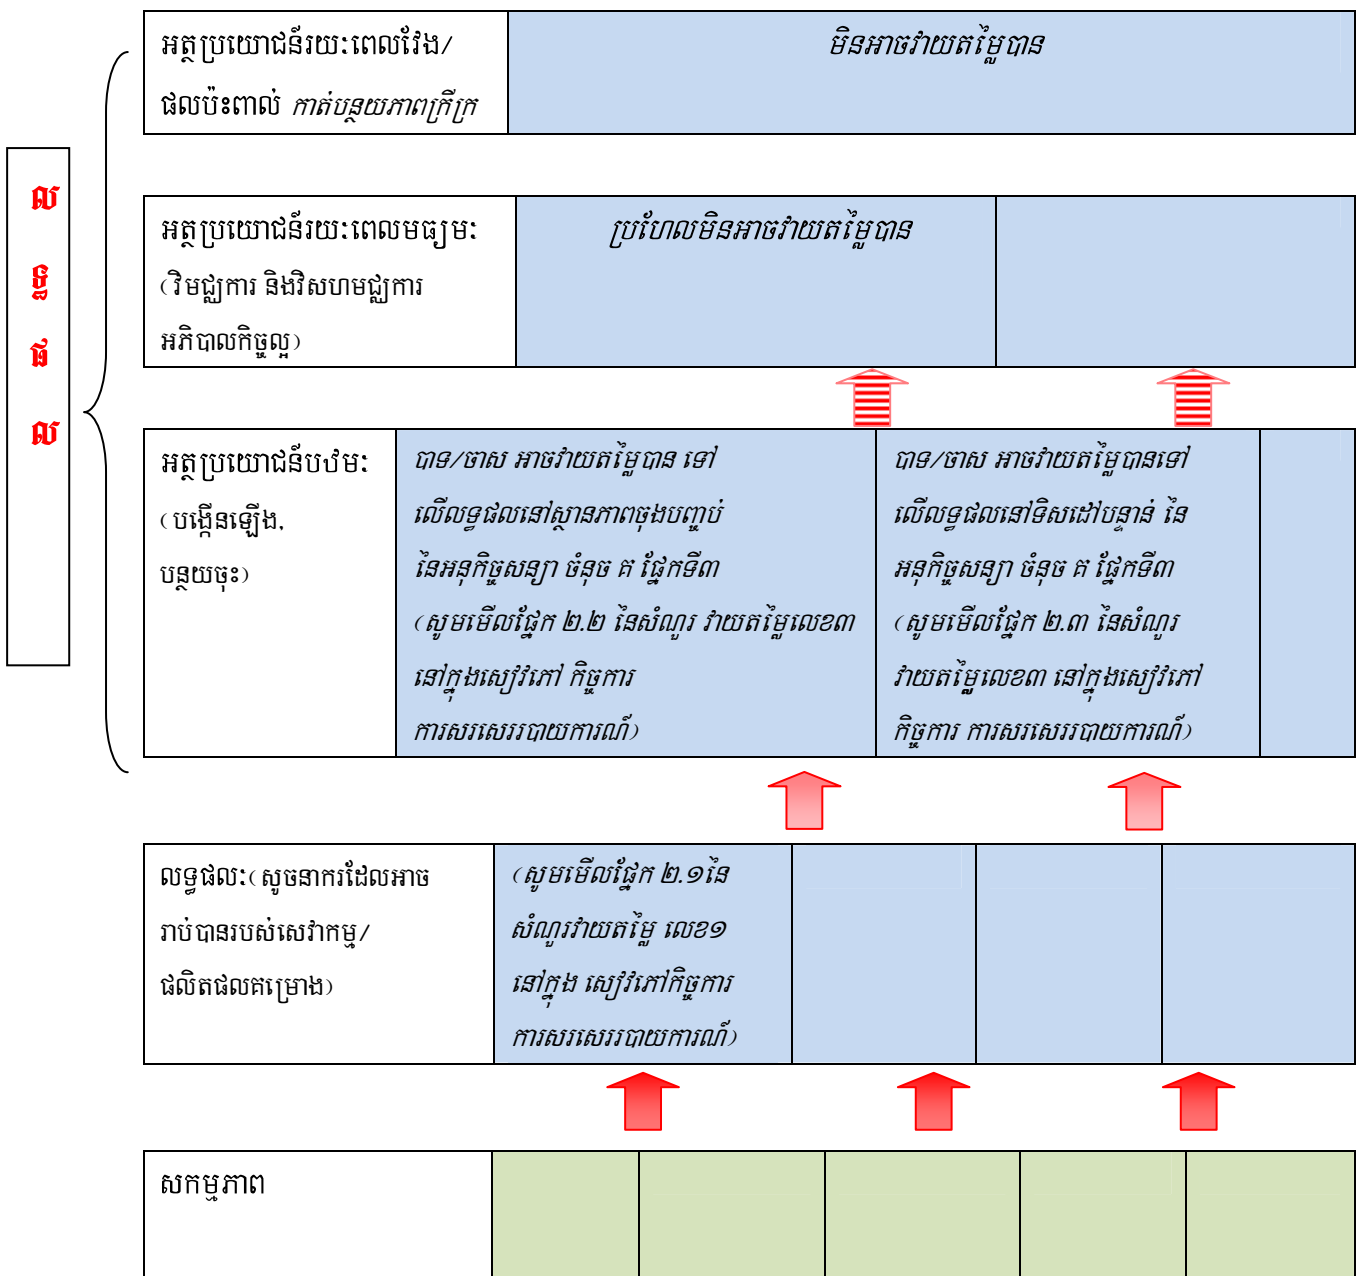 អត្ថប្រយោជន៍រយៈពេលវែង/
ផលប៉ះពាល់ កាត់បន្ថយភាពក្រីក្រ
មិនអាចវាយតម្លៃបាន
ល
ទ្ធ
ផ
ល
អត្ថប្រយោជន៍រយៈពេលមធ្យមៈ
(វិមជ្ឈការ និងវិសហមជ្ឈការ
អភិបាលកិច្ចល្អ)
ប្រហែលមិនអាចវាយតម្លៃបាន
អត្ថប្រយោជន៍បឋមៈ
(បង្កើនឡើង,
បន្ថយចុះ)
បាទ/ចាស អាចវាយតម្លៃបាន ទៅ
លើលទ្ធផលនៅស្ថានភាពចុងបញ្ចប់
នៃអនុកិច្ចសន្យា ចំនុច គ ផ្នែកទី៣
(សូមមើលផ្នែក ២.២ នៃសំណួរ វាយតម្លៃលេខ៣
នៅក្នុងសៀវភៅ កិច្ចការ
ការសរសេររបាយការណ៍)
បាទ/ចាស អាចវាយតម្លៃបានទៅ
លើលទ្ធផលនៅទិសដៅបន្ទាន់ នៃ
អនុកិច្ចសន្យា ចំនុច គ ផ្នែកទី៣
(សូមមើលផ្នែក ២.៣ នៃសំណួរ
វាយតម្លៃលេខ៣ នៅក្នុងសៀវភៅ
កិច្ចការ ការសរសេររបាយការណ៍)
លទ្ធផលៈ(សូចនាករដែលអាច
រាប់បានរបស់សេវាកម្ម/
ផលិតផលគម្រោង)
(សូមមើលផ្នែក ២.១នៃ
សំណួរវាយតម្លៃ លេខ១
នៅក្នុង សៀវភៅកិច្ចការ
ការសរសេររបាយការណ៍)
សកម្មភាព